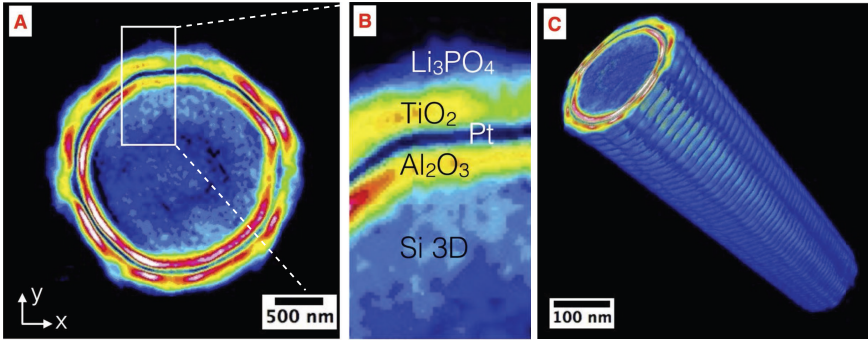 A
y
x
500 nm
B
Li₃PO₄
TiO₂
Pt
Al₂O₃
Si 3D
C
100 nm